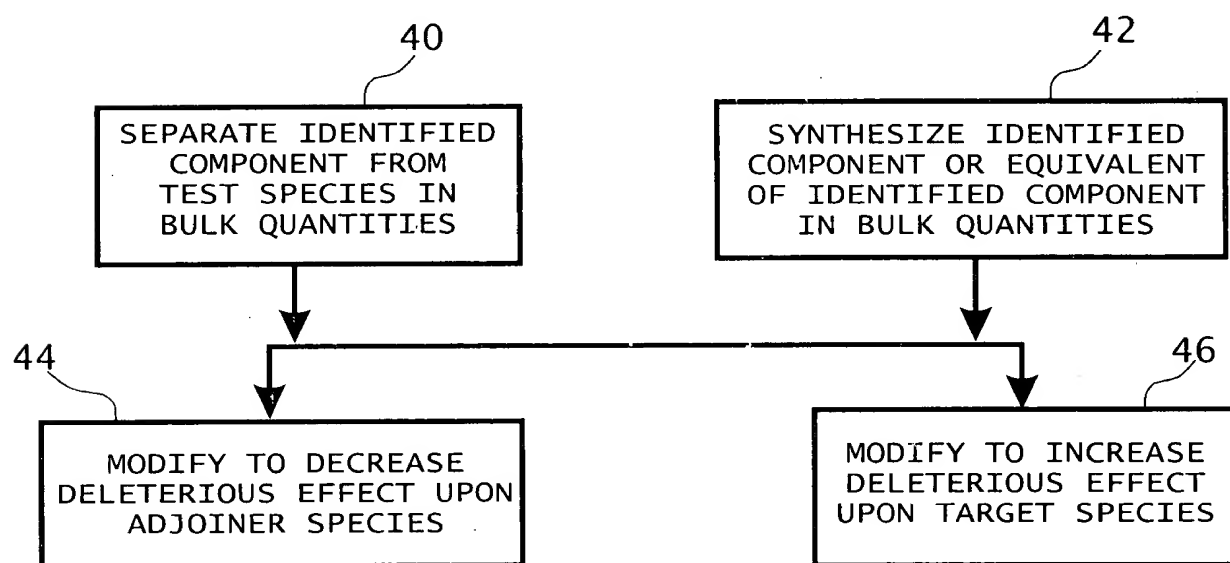 40
SEPARATE IDENTIFIED
COMPONENT FROM
TEST SPECIES IN
BULK QUANTITIES
42
SYNTHESIZE IDENTIFIED
COMPONENT OR EQUIVALENT
OF IDENTIFIED COMPONENT
IN BULK QUANTITIES
44
MODIFY TO DECREASE
DELETERIOUS EFFECT UPON
ADJOINER SPECIES
46
MODIFY TO INCREASE
DELETERIOUS EFFECT
UPON TARGET SPECIES